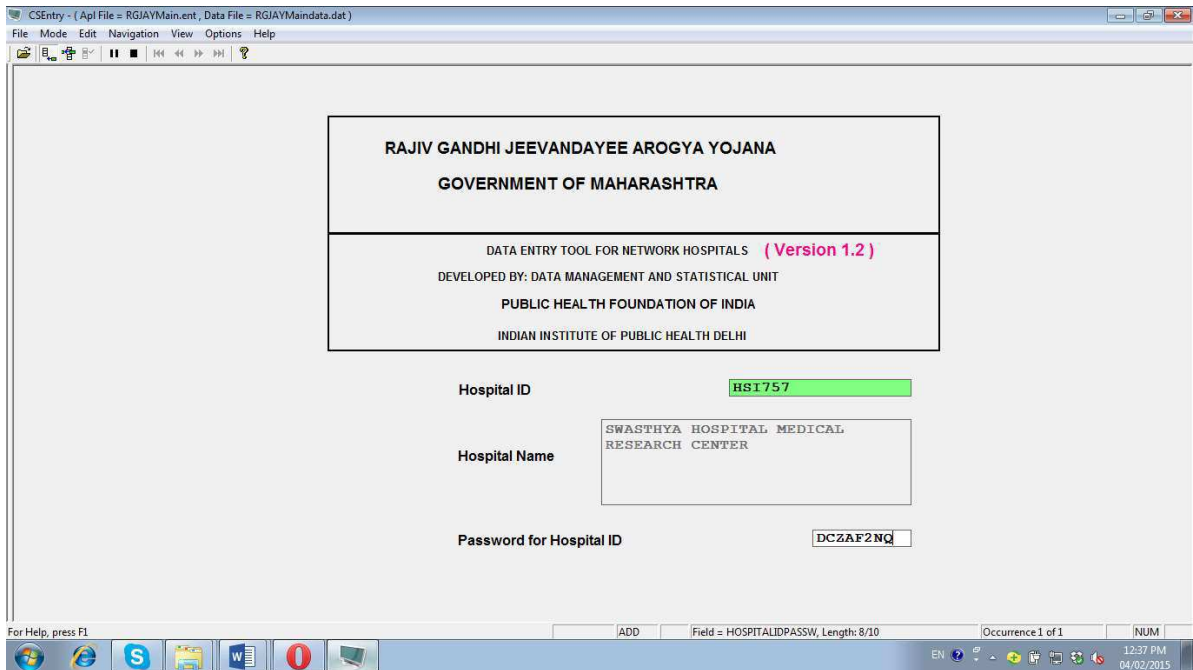 CSEntry - ( Apl File = RGJAYMain.ent , Data File = RGJAYMaindata.dat )
File Mode Edit Navigation View Options Help
RAJIV GANDHI JEEVANDAYEE AROGYA YOJANA
GOVERNMENT OF MAHARASHTRA
DATA ENTRY TOOL FOR NETWORK HOSPITALS ( Version 1.2 )
DEVELOPED BY: DATA MANAGEMENT AND STATISTICAL UNIT
PUBLIC HEALTH FOUNDATION OF INDIA
INDIAN INSTITUTE OF PUBLIC HEALTH DELHI
Hospital ID HSI757
Hospital Name SWASTHYA HOSPITAL MEDICAL
RESEARCH CENTER
Password for Hospital ID DCZAF2NQ
For Help, press F1 ADD Field = HOSPITALIDPASSW, Length: 8/10 Occurrence 1 of 1 NUM
EN 12:37 PM
04/02/2015